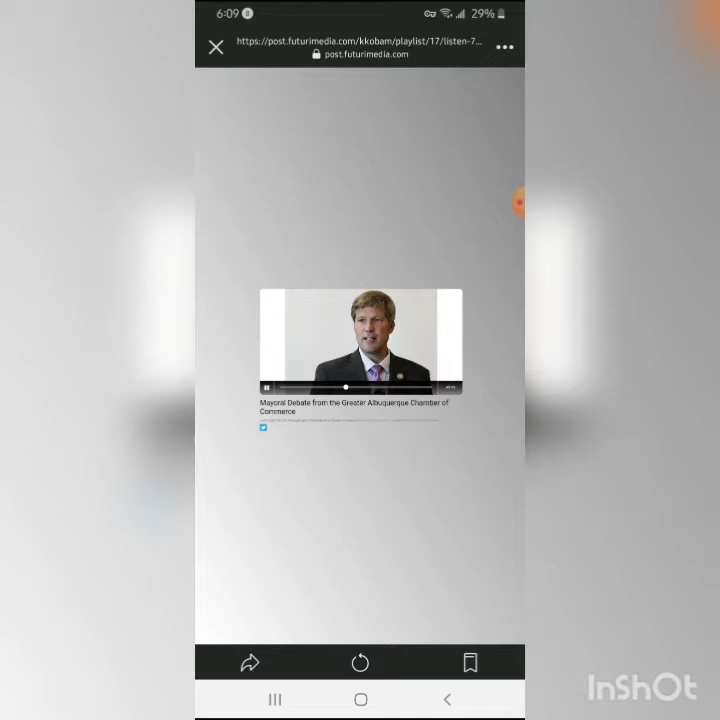 6:09
29%
https://post.futurimedia.com/kkobam/playlist/17/listen-7...
post.futurimedia.com
Mayoral Debate from the Greater Albuquerque Chamber of
Commerce
InShOt